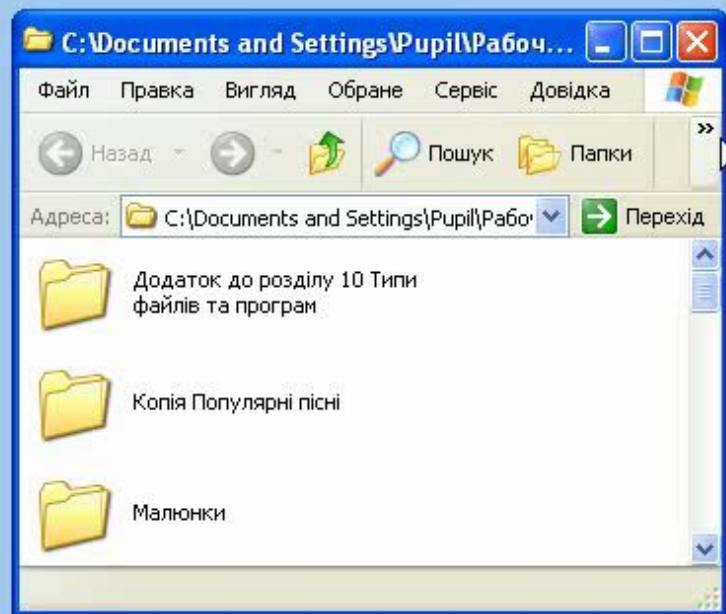 C:\Documents and Settings\Pupil\Рабоч...
Файл Правка Вигляд Обране Сервіс Довідка
Назад Пошук Папки »
Адреса: C:\Documents and Settings\Pupil\Рабо Перехід
Додаток до розділу 10 Типи
файлів та програм
Копія Популярні пісні
Малюнки